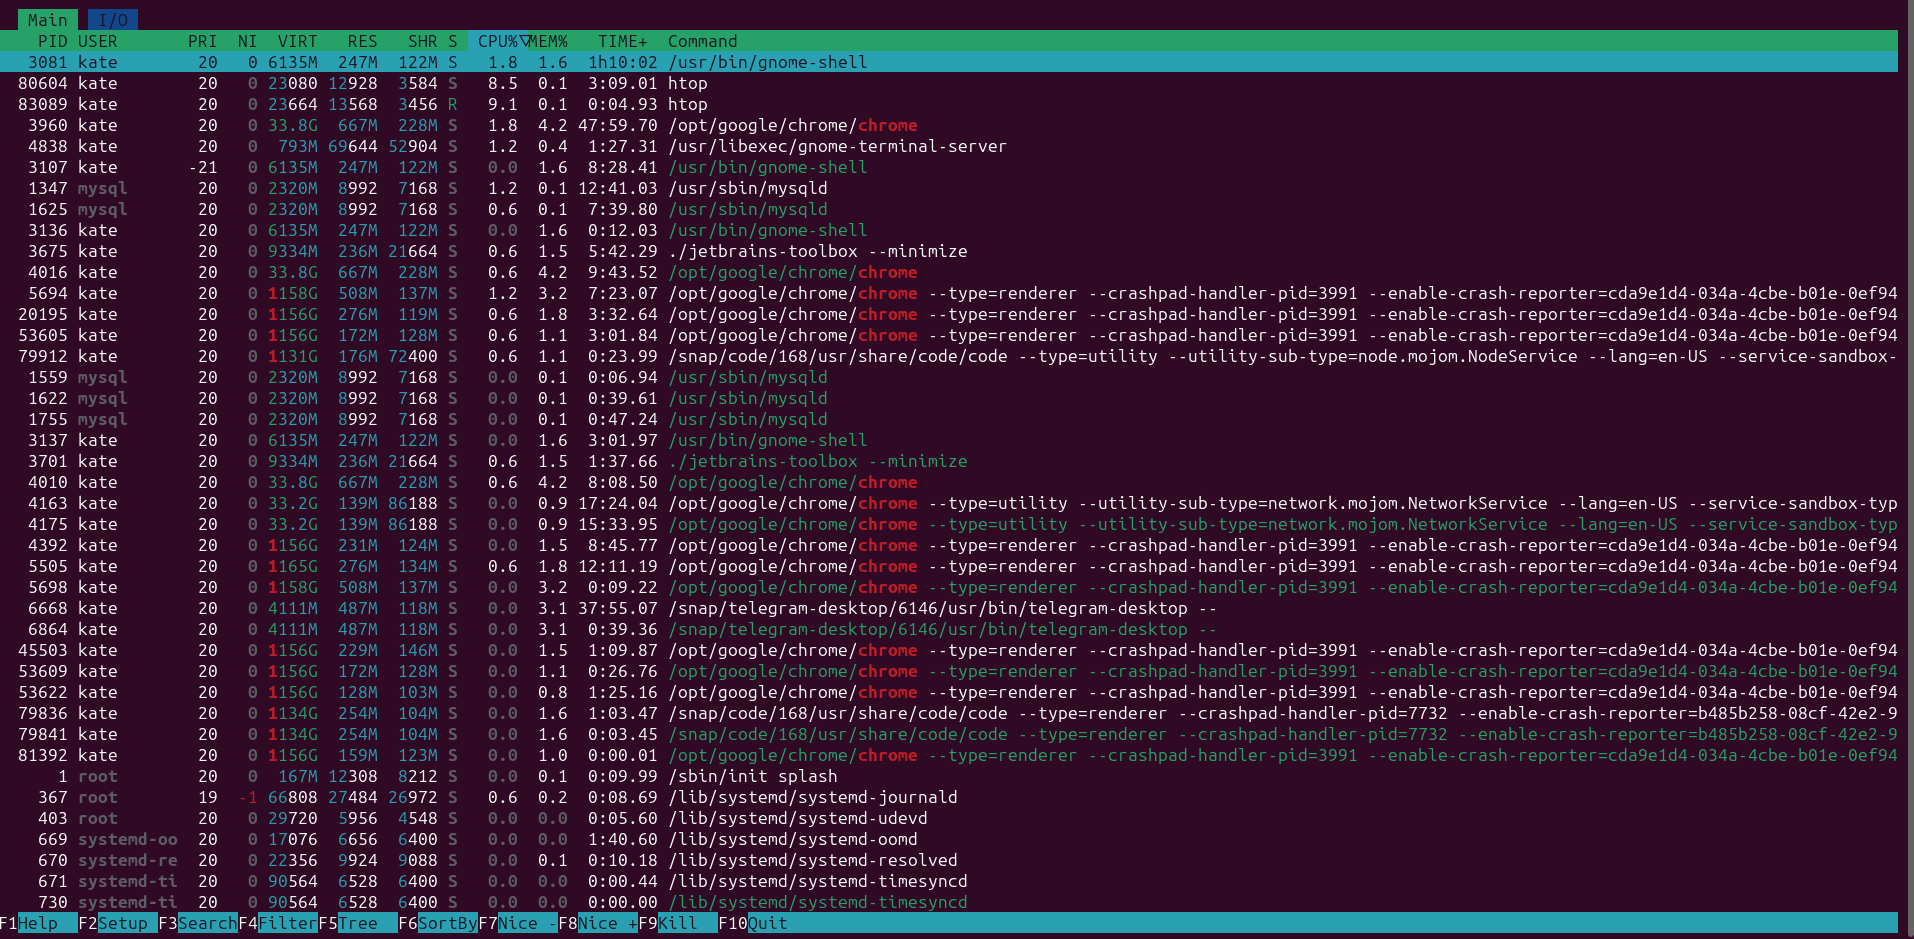 Main I/O
PID USER PRI NI VIRT RES SHR S CPU%▽MEM% TIME+ Command
3081 kate 20 0 6135M 247M 122M S 1.8 1.6 1h10:02 /usr/bin/gnome-shell
80604 kate 20 0 23080 12928 3584 S 8.5 0.1 3:09.01 htop
83089 kate 20 0 23664 13568 3456 R 9.1 0.1 0:04.93 htop
3960 kate 20 0 33.8G 667M 228M S 1.8 4.2 47:59.70 /opt/google/chrome/chrome
4838 kate 20 0 793M 69644 52904 S 1.2 0.4 1:27.31 /usr/libexec/gnome-terminal-server
3107 kate -21 0 6135M 247M 122M S 0.0 1.6 8:28.41 /usr/bin/gnome-shell
1347 mysql 20 0 2320M 8992 7168 S 1.2 0.1 12:41.03 /usr/sbin/mysqld
1625 mysql 20 0 2320M 8992 7168 S 0.6 0.1 7:39.80 /usr/sbin/mysqld
3136 kate 20 0 6135M 247M 122M S 0.0 1.6 0:12.03 /usr/bin/gnome-shell
3675 kate 20 0 9334M 236M 21664 S 0.6 1.5 5:42.29 ./jetbrains-toolbox --minimize
4016 kate 20 0 33.8G 667M 228M S 0.6 4.2 9:43.52 /opt/google/chrome/chrome
5694 kate 20 0 1158G 508M 137M S 1.2 3.2 7:23.07 /opt/google/chrome/chrome --type=renderer --crashpad-handler-pid=3991 --enable-crash-reporter=cda9e1d4-034a-4cbe-b01e-0ef94
20195 kate 20 0 1156G 276M 119M S 0.6 1.8 3:32.64 /opt/google/chrome/chrome --type=renderer --crashpad-handler-pid=3991 --enable-crash-reporter=cda9e1d4-034a-4cbe-b01e-0ef94
53605 kate 20 0 1156G 172M 128M S 0.6 1.1 3:01.84 /opt/google/chrome/chrome --type=renderer --crashpad-handler-pid=3991 --enable-crash-reporter=cda9e1d4-034a-4cbe-b01e-0ef94
79912 kate 20 0 1131G 176M 72400 S 0.6 1.1 0:23.99 /snap/code/168/usr/share/code/code --type=utility --utility-sub-type=node.mojom.NodeService --lang=en-US --service-sandbox-
1559 mysql 20 0 2320M 8992 7168 S 0.0 0.1 0:06.94 /usr/sbin/mysqld
1622 mysql 20 0 2320M 8992 7168 S 0.0 0.1 0:39.61 /usr/sbin/mysqld
1755 mysql 20 0 2320M 8992 7168 S 0.0 0.1 0:47.24 /usr/sbin/mysqld
3137 kate 20 0 6135M 247M 122M S 0.0 1.6 3:01.97 /usr/bin/gnome-shell
3701 kate 20 0 9334M 236M 21664 S 0.6 1.5 1:37.66 ./jetbrains-toolbox --minimize
4010 kate 20 0 33.8G 667M 228M S 0.6 4.2 8:08.50 /opt/google/chrome/chrome
4163 kate 20 0 33.2G 139M 86188 S 0.0 0.9 17:24.04 /opt/google/chrome/chrome --type=utility --utility-sub-type=network.mojom.NetworkService --lang=en-US --service-sandbox-typ
4175 kate 20 0 33.2G 139M 86188 S 0.0 0.9 15:33.95 /opt/google/chrome/chrome --type=utility --utility-sub-type=network.mojom.NetworkService --lang=en-US --service-sandbox-typ
4392 kate 20 0 1156G 231M 124M S 0.0 1.5 8:45.77 /opt/google/chrome/chrome --type=renderer --crashpad-handler-pid=3991 --enable-crash-reporter=cda9e1d4-034a-4cbe-b01e-0ef94
5505 kate 20 0 1165G 276M 134M S 0.6 1.8 12:11.19 /opt/google/chrome/chrome --type=renderer --crashpad-handler-pid=3991 --enable-crash-reporter=cda9e1d4-034a-4cbe-b01e-0ef94
5698 kate 20 0 1158G 508M 137M S 0.0 3.2 0:09.22 /opt/google/chrome/chrome --type=renderer --crashpad-handler-pid=3991 --enable-crash-reporter=cda9e1d4-034a-4cbe-b01e-0ef94
6668 kate 20 0 4111M 487M 118M S 0.0 3.1 37:55.07 /snap/telegram-desktop/6146/usr/bin/telegram-desktop --
6864 kate 20 0 4111M 487M 118M S 0.0 3.1 0:39.36 /snap/telegram-desktop/6146/usr/bin/telegram-desktop --
45503 kate 20 0 1156G 229M 146M S 0.0 1.5 1:09.87 /opt/google/chrome/chrome --type=renderer --crashpad-handler-pid=3991 --enable-crash-reporter=cda9e1d4-034a-4cbe-b01e-0ef94
53609 kate 20 0 1156G 172M 128M S 0.0 1.1 0:26.76 /opt/google/chrome/chrome --type=renderer --crashpad-handler-pid=3991 --enable-crash-reporter=cda9e1d4-034a-4cbe-b01e-0ef94
53622 kate 20 0 1156G 128M 103M S 0.0 0.8 1:25.16 /opt/google/chrome/chrome --type=renderer --crashpad-handler-pid=3991 --enable-crash-reporter=cda9e1d4-034a-4cbe-b01e-0ef94
79836 kate 20 0 1134G 254M 104M S 0.0 1.6 1:03.47 /snap/code/168/usr/share/code/code --type=renderer --crashpad-handler-pid=7732 --enable-crash-reporter=b485b258-08cf-42e2-9
79841 kate 20 0 1134G 254M 104M S 0.0 1.6 0:03.45 /snap/code/168/usr/share/code/code --type=renderer --crashpad-handler-pid=7732 --enable-crash-reporter=b485b258-08cf-42e2-9
81392 kate 20 0 1156G 159M 123M S 0.0 1.0 0:00.01 /opt/google/chrome/chrome --type=renderer --crashpad-handler-pid=3991 --enable-crash-reporter=cda9e1d4-034a-4cbe-b01e-0ef94
1 root 20 0 167M 12308 8212 S 0.0 0.1 0:09.99 /sbin/init splash
367 root 19 -1 66808 27484 26972 S 0.6 0.2 0:08.69 /lib/systemd/systemd-journald
403 root 20 0 29720 5956 4548 S 0.0 0.0 0:05.60 /lib/systemd/systemd-udevd
669 systemd-oo 20 0 17076 6656 6400 S 0.0 0.0 1:40.60 /lib/systemd/systemd-oomd
670 systemd-re 20 0 22356 9924 9088 S 0.0 0.1 0:10.18 /lib/systemd/systemd-resolved
671 systemd-ti 20 0 90564 6528 6400 S 0.0 0.0 0:00.44 /lib/systemd/systemd-timesyncd
730 systemd-ti 20 0 90564 6528 6400 S 0.0 0.0 0:00.00 /lib/systemd/systemd-timesyncd
F1Help F2Setup F3SearchF4FilterF5Tree F6SortByF7Nice -F8Nice +F9Kill F10Quit